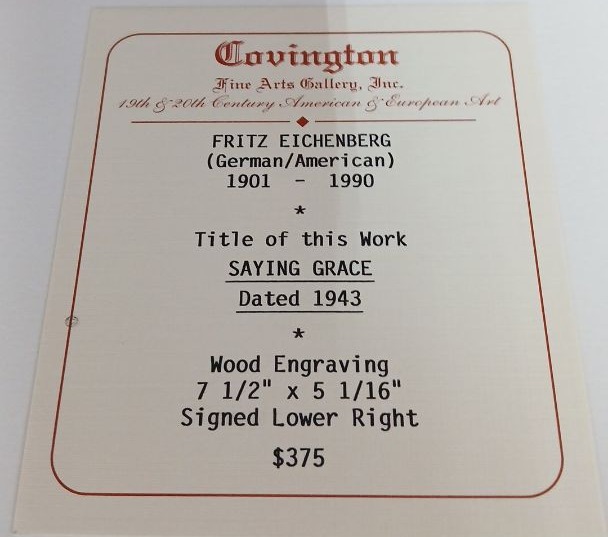 Covington
Fine Arts Gallery, Inc.
19th & 20th Century American & European Art
FRITZ EICHENBERG
(German/American)
1901 - 1990
*
Title of this Work
SAYING GRACE
Dated 1943
*
Wood Engraving
7 1/2" x 5 1/16"
Signed Lower Right
$375